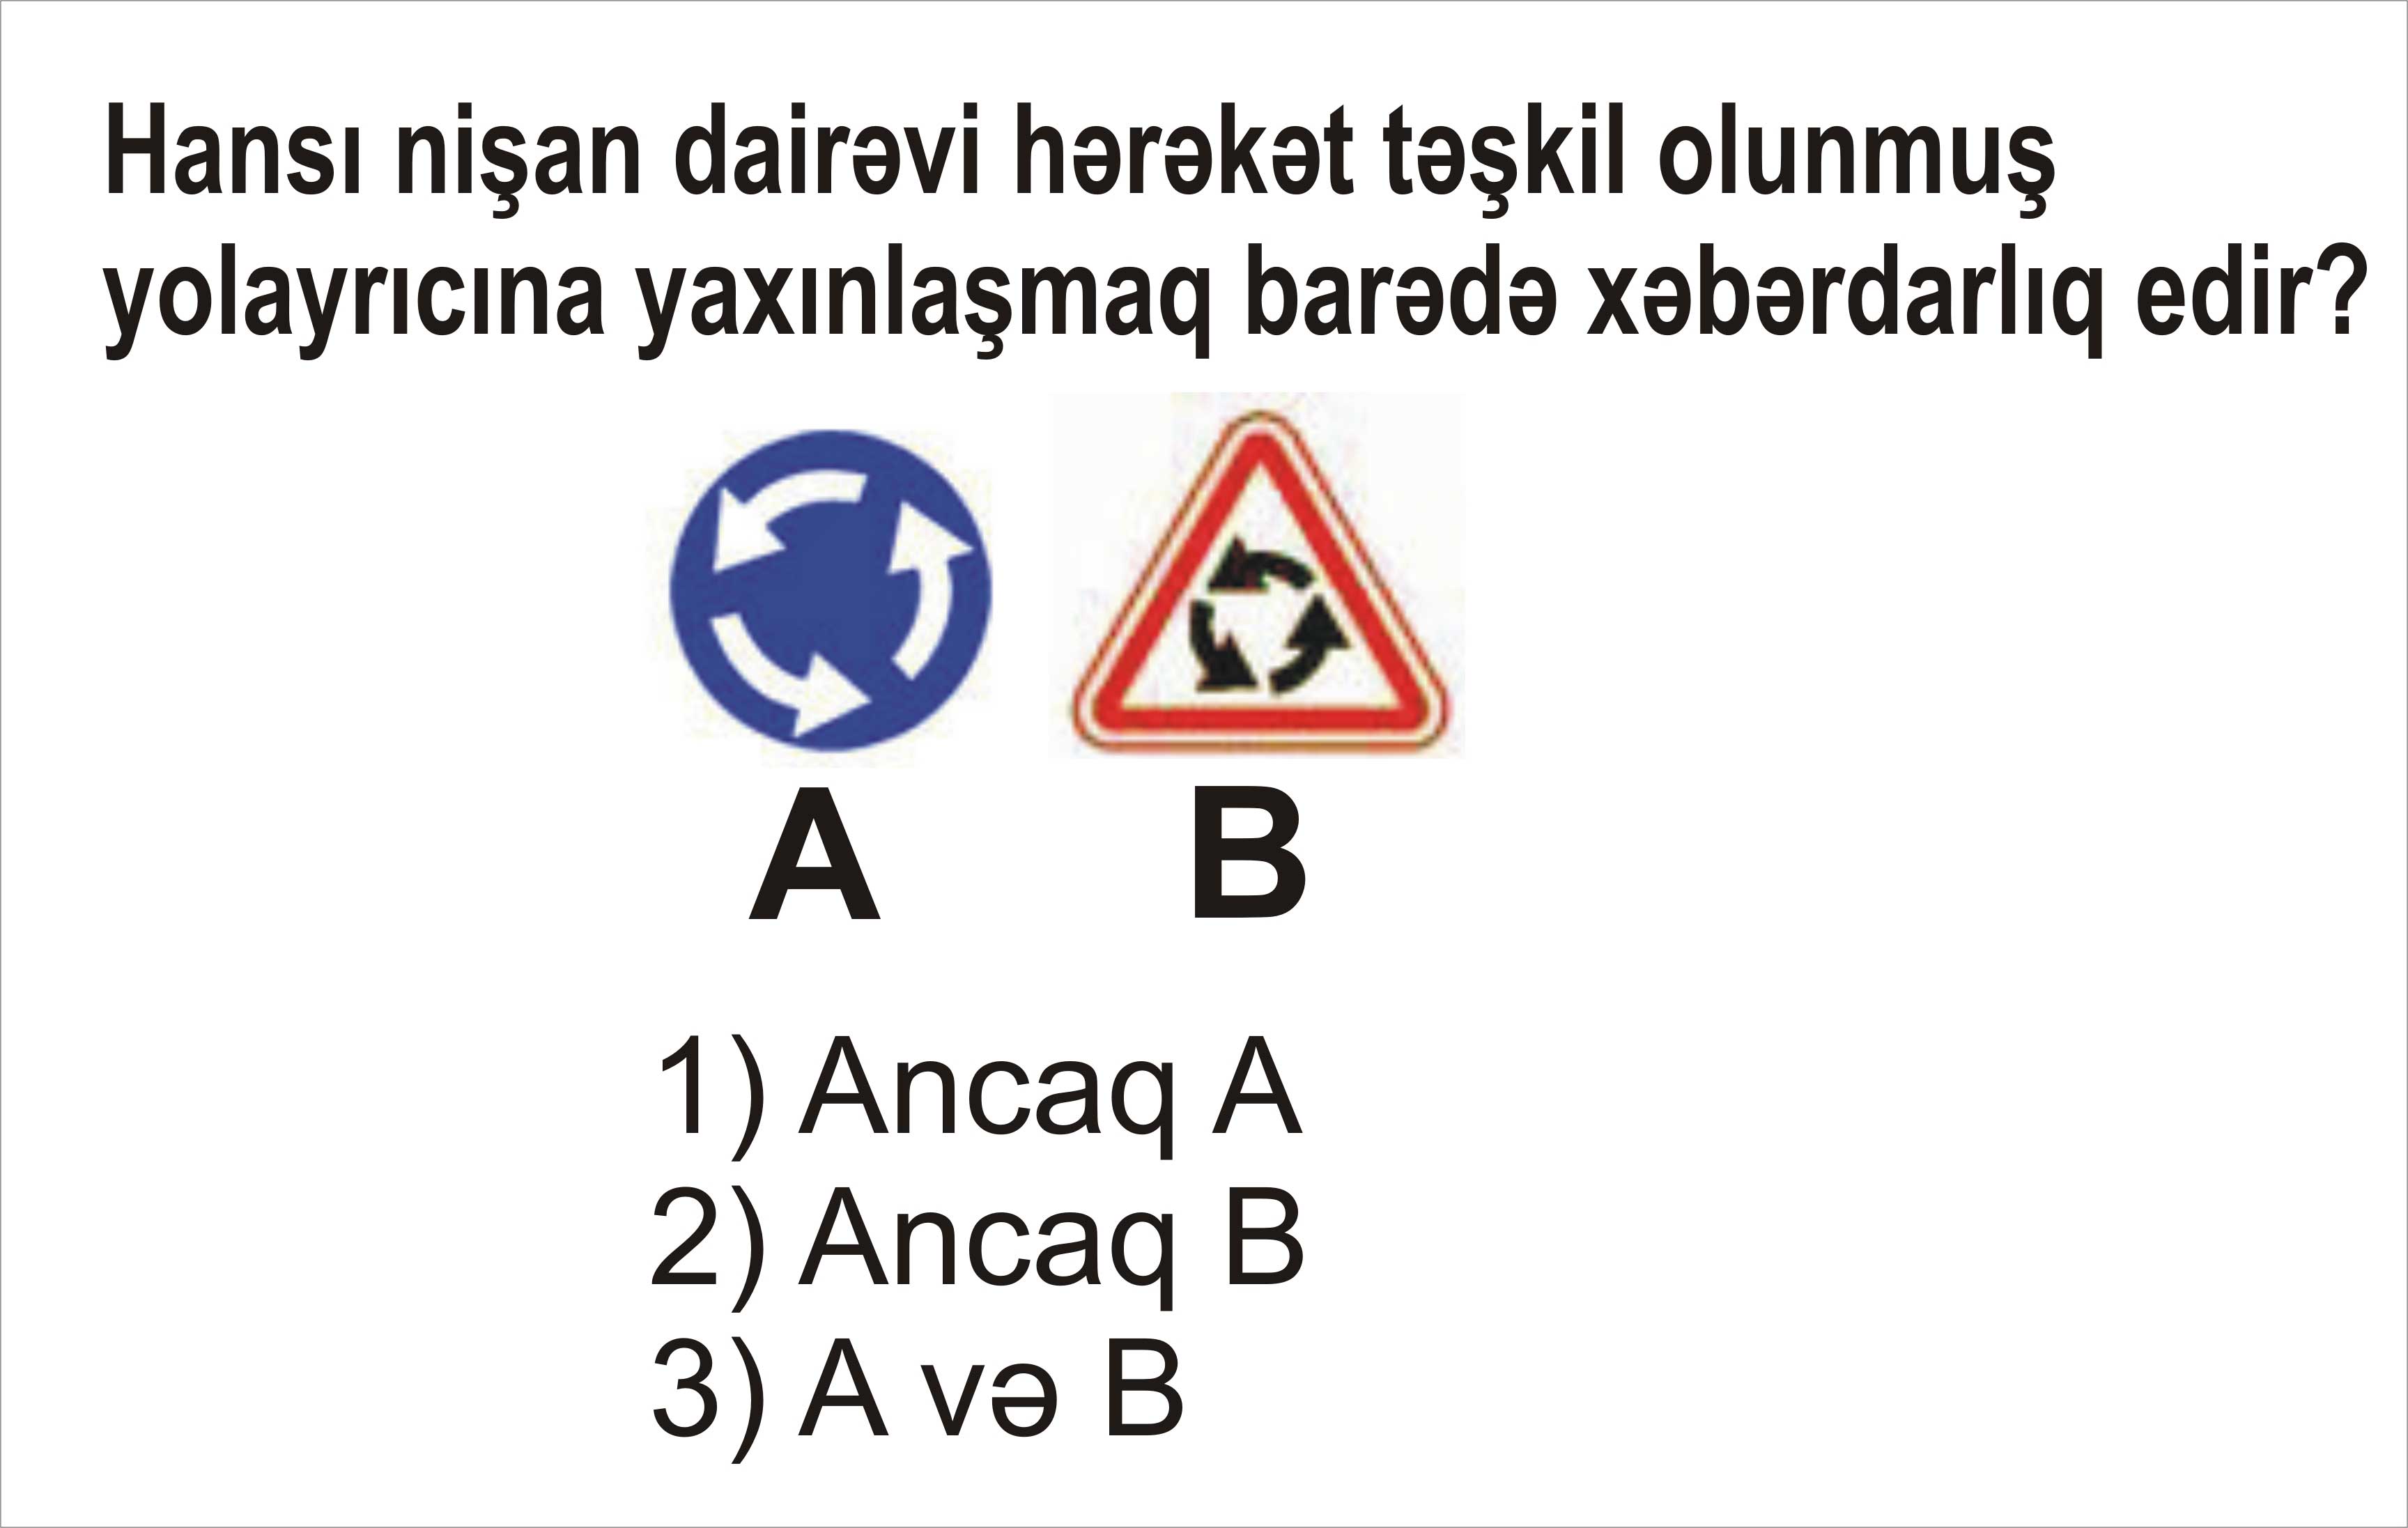 Hansı nişan dairəvi hərəkət təşkil olunmuş
yolayrıcına yaxınlaşmaq barədə xəbərdarlıq edir?
A B
1) Ancaq A
2) Ancaq B
3) A və B